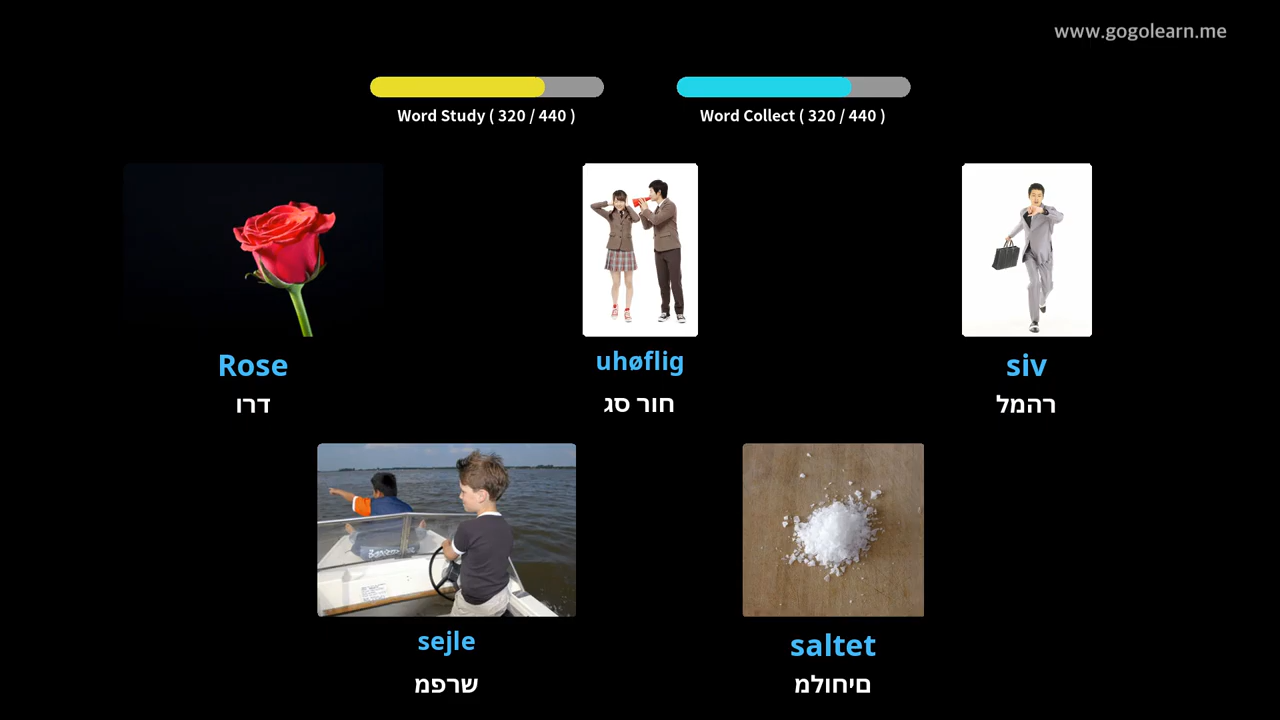 www.gogolearn.me
Word Study ( 320 / 440 )
Word Collect ( 320 / 440 )
Rose
דרו
uhøflig
חור סג
siv
רהמל
sejle
שרפמ
saltet
םיחולמ